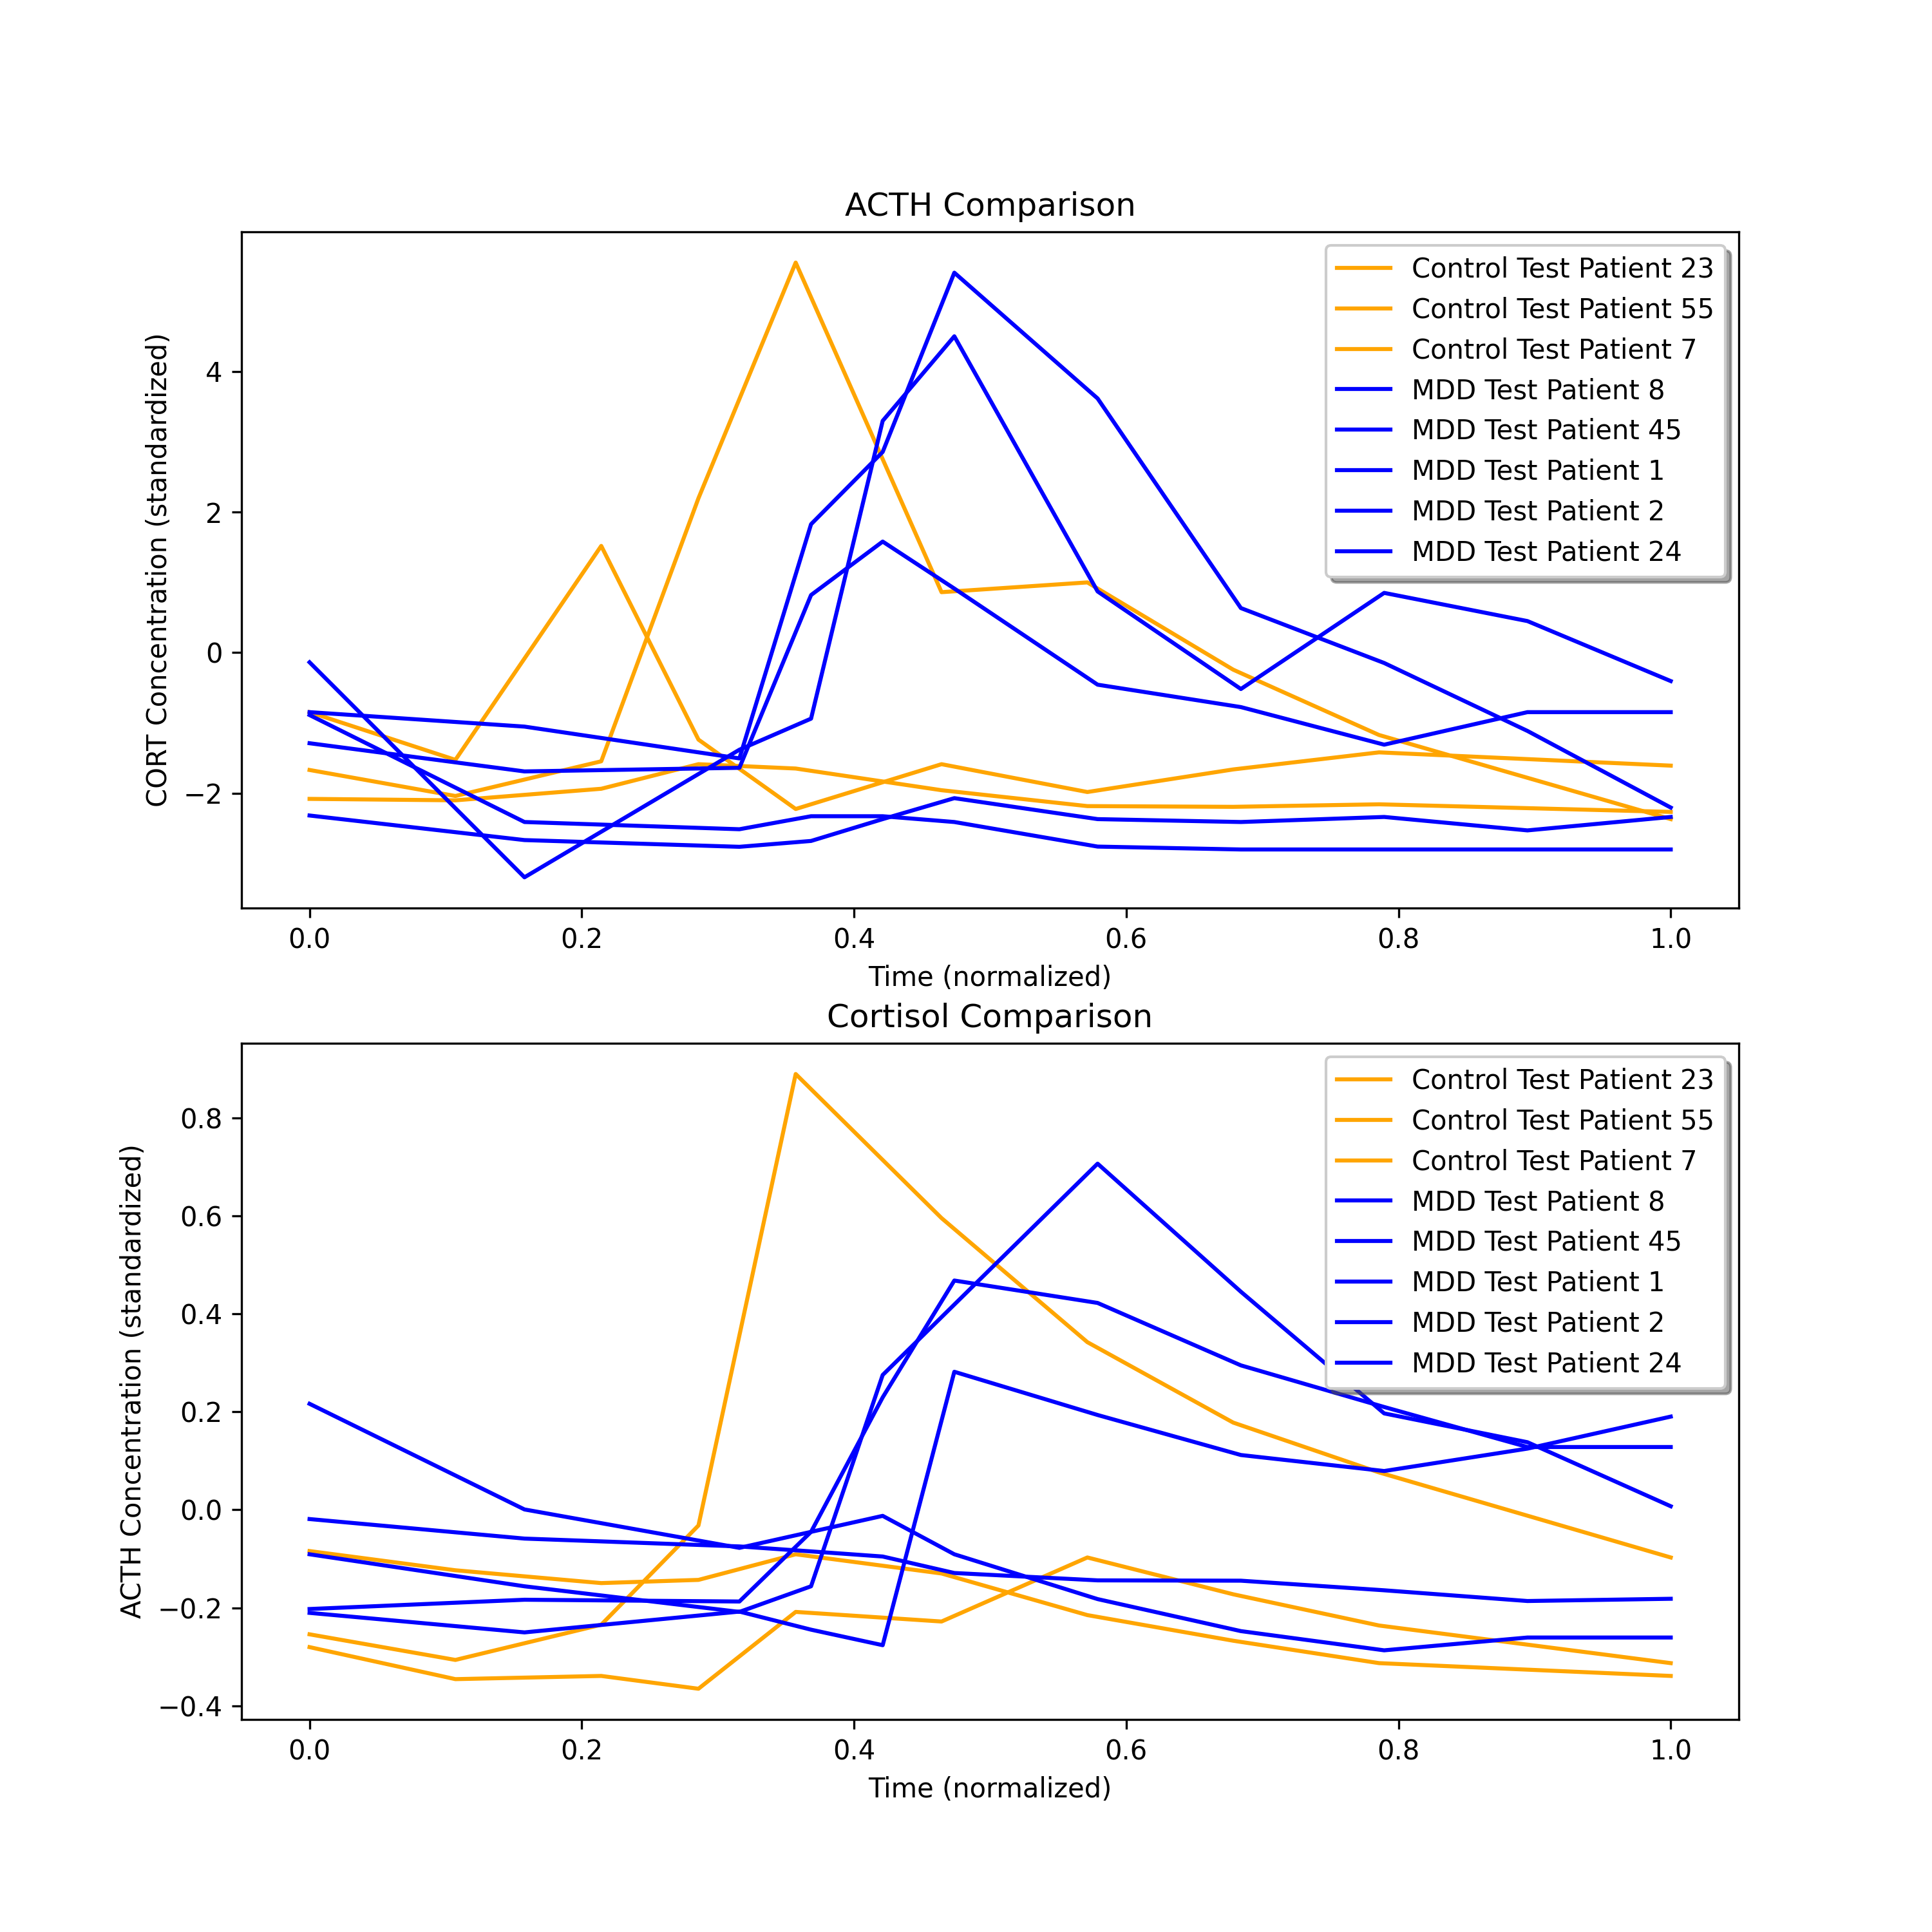 ACTH Comparison
CORT Concentration (standardized)
4
2
0
−2
Control Test Patient 23
Control Test Patient 55
Control Test Patient 7
MDD Test Patient 8
MDD Test Patient 45
MDD Test Patient 1
MDD Test Patient 2
MDD Test Patient 24
0.0 0.2 0.4 0.6 0.8 1.0
Time (normalized)
Cortisol Comparison
ACTH Concentration (standardized)
0.8
0.6
0.4
0.2
0.0
−0.2
−0.4
Control Test Patient 23
Control Test Patient 55
Control Test Patient 7
MDD Test Patient 8
MDD Test Patient 45
MDD Test Patient 1
MDD Test Patient 2
MDD Test Patient 24
0.0 0.2 0.4 0.6 0.8 1.0
Time (normalized)